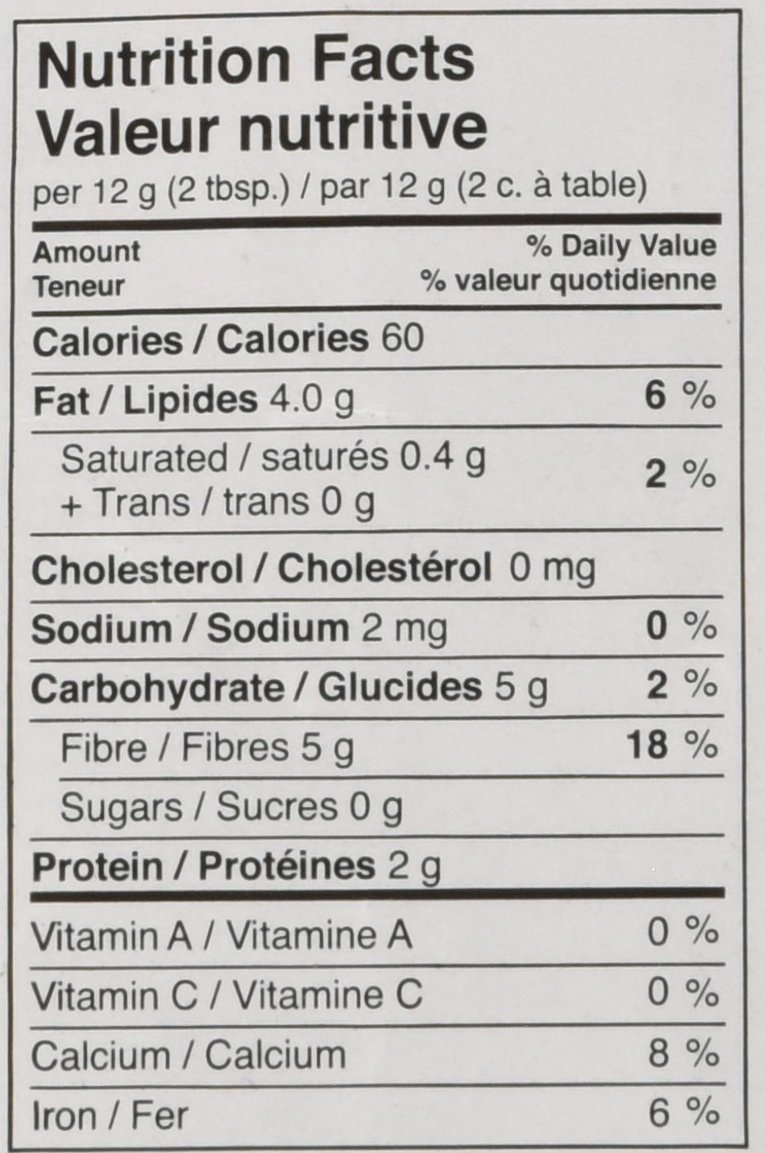 Nutrition Facts
Valeur nutritive
per 12 g (2 tbsp.) / par 12 g (2 c. à table)
Amount % Daily Value
Teneur % valeur quotidienne
Calories / Calories 60
Fat / Lipides 4.0 g 6 %
Saturated / saturés 0.4 g
+ Trans / trans 0 g 2 %
Cholesterol / Cholestérol 0 mg
Sodium / Sodium 2 mg 0 %
Carbohydrate / Glucides 5 g 2 %
Fibre / Fibres 5 g 18 %
Sugars / Sucres 0 g
Protein / Protéines 2 g
Vitamin A / Vitamine A 0 %
Vitamin C / Vitamine C 0 %
Calcium / Calcium 8 %
Iron / Fer 6 %